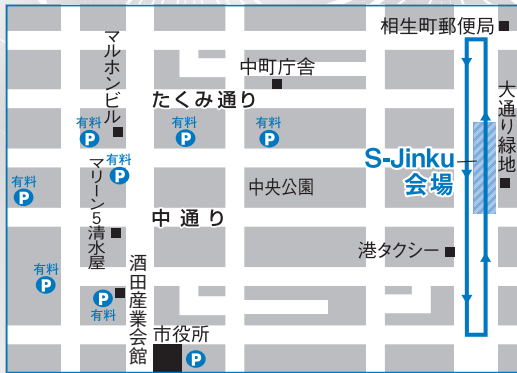 相生町郵便局
マルホンビル
中町庁舎
たくみ通り
大通り緑地
有料
P
有料
P
有料
P
S-Jinku
会場
有料
P
有料
P
マリーン5清水屋
中央公園
中通り
港タクシー
酒田産業会館
有料
P
P
有料
市役所
P